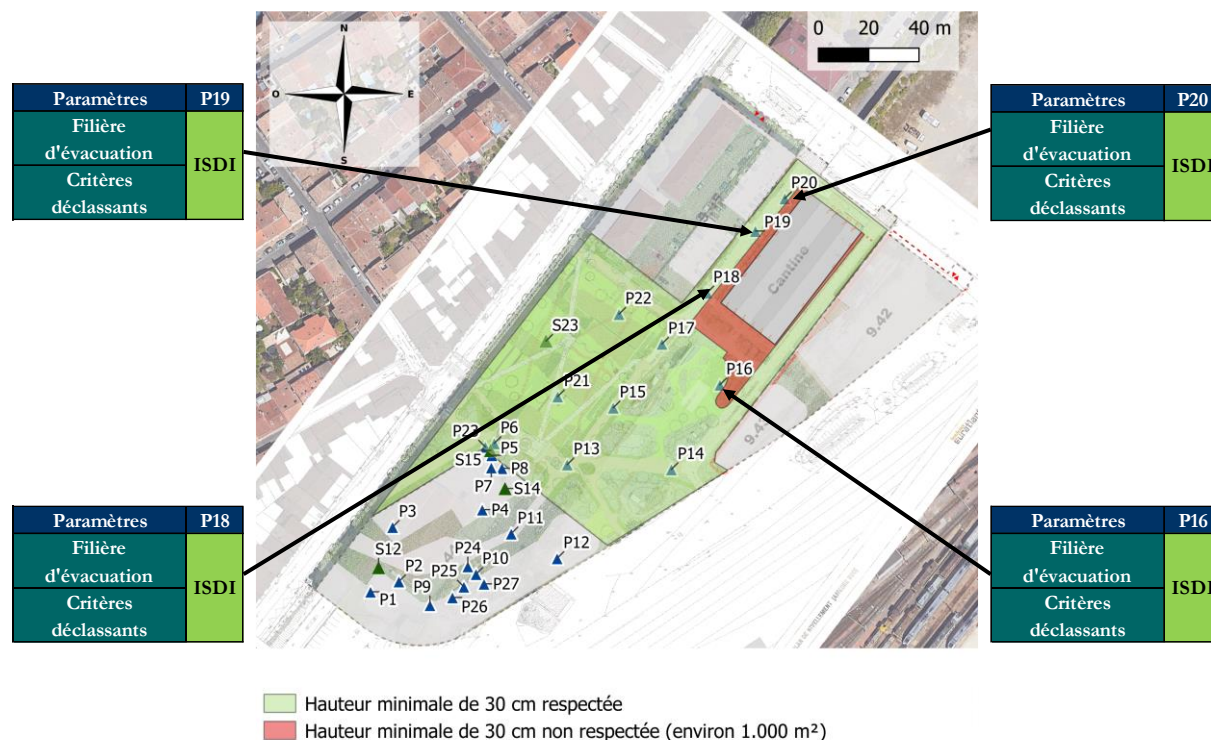 N
O
E
S
0 20 40 m
Paramètres P19
Filière
d'évacuation
Critères
déclassants
ISDI
Paramètres P20
Filière
d'évacuation
Critères
déclassants
ISDI
P20
P19
P18
Cantine
P22
S23
P17
9.42
P16
P21
P15
P23
P6
P5
S15
P8
P13
P14
P7
S14
P4
P3
P11
S12
P24
P10
P12
P2
P25
P27
P9
P1
P26
Paramètres P18
Filière
d'évacuation
Critères
déclassants
ISDI
Paramètres P16
Filière
d'évacuation
Critères
déclassants
ISDI
Hauteur minimale de 30 cm respectée
Hauteur minimale de 30 cm non respectée (environ 1.000 m²)